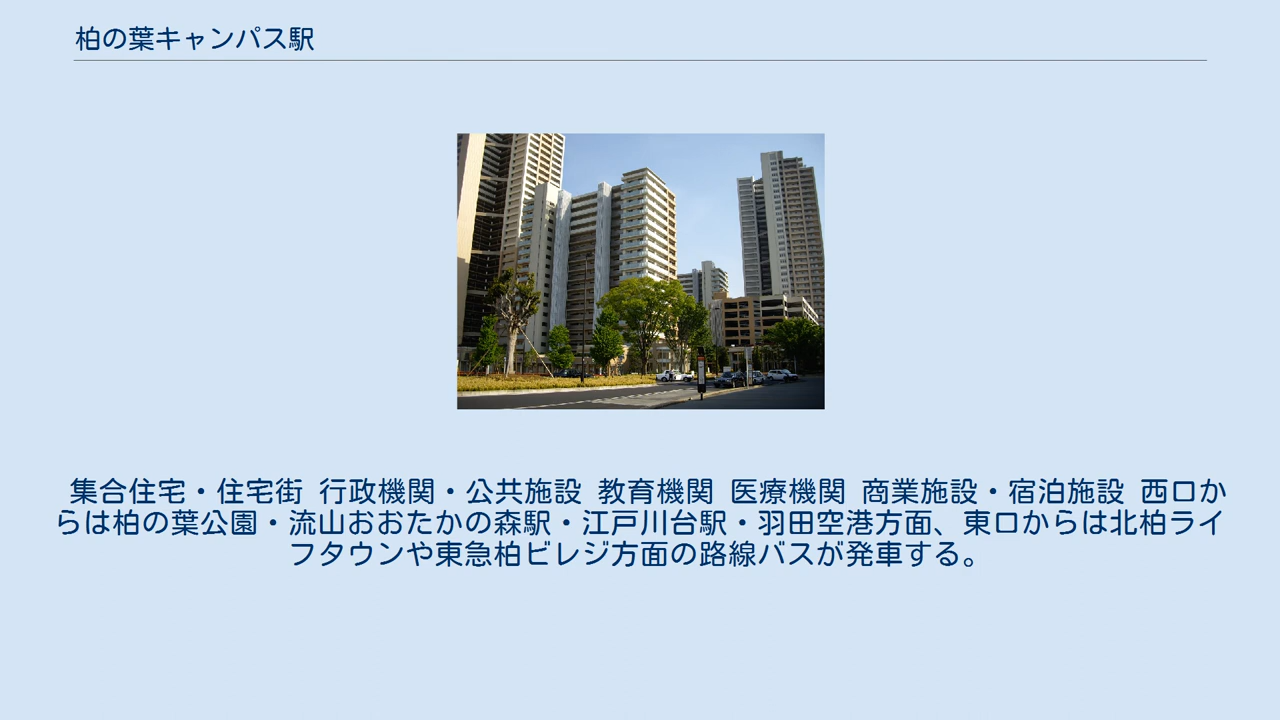 柏の葉キャンパス駅
集合住宅・住宅街 行政機関・公共施設 教育機関 医療機関 商業施設・宿泊施設 西口か
らは柏の葉公園・流山おおたかの森駅・江戸川台駅・羽田空港方面、東口からは北柏ライ
フタウンや東急柏ビレジ方面の路線バスが発車する。